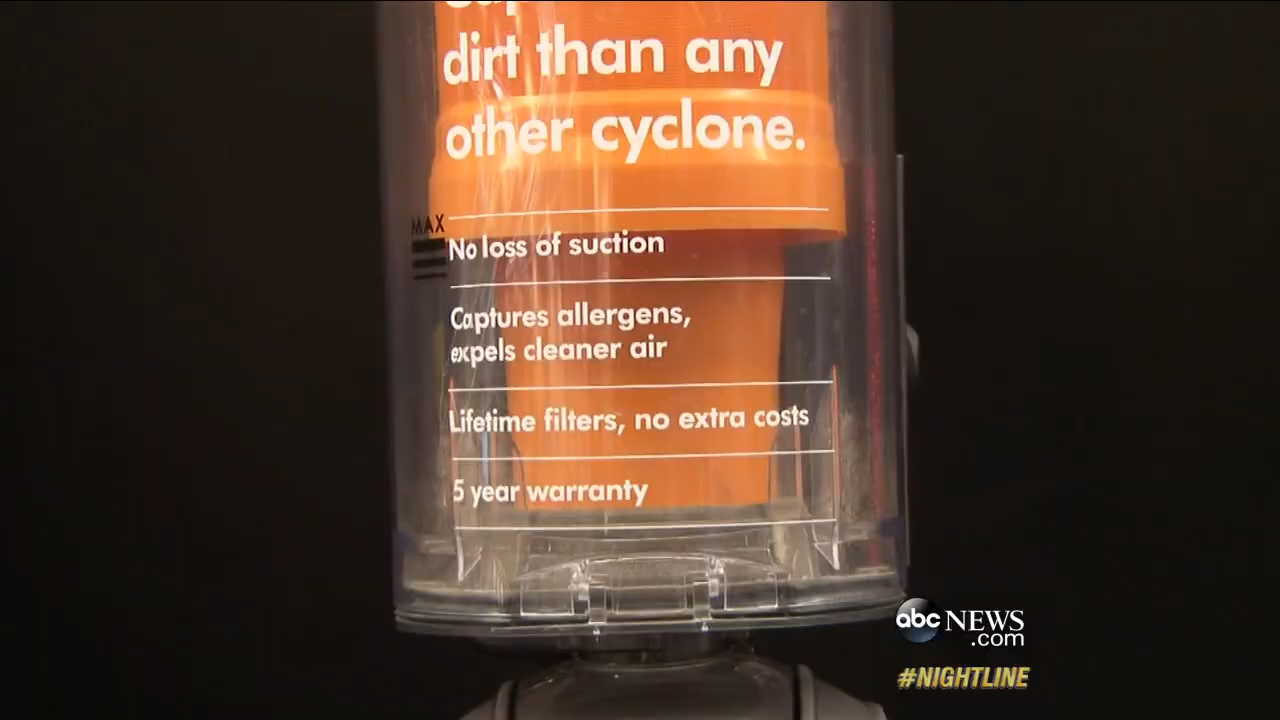 dirt than any
other cyclone.
MAX
No loss of suction
Captures allergens,
expels cleaner air
Lifetime filters, no extra costs
5 year warranty
abc NEWS
.com
#NIGHTLINE